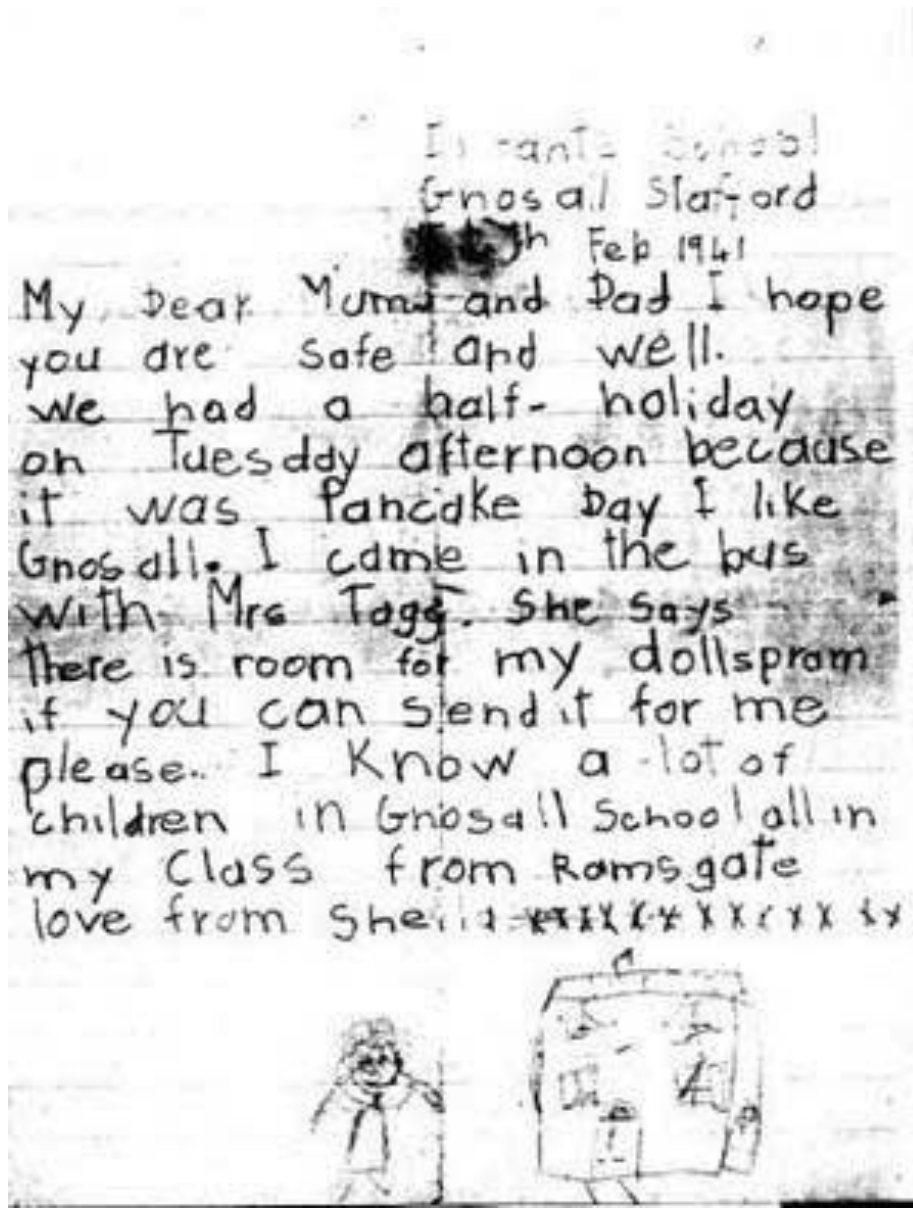 Infants School
Gnosall Stafford
Feb 1941
My Dear Mum and Dad I hope
you are safe and well.
we had a half- holiday
on Tuesday afternoon because
it was Pancake Day I like
Gnosall. I came in the bus
with Mrs Tagg. She says
there is room for my dollspram
if you can send it for me
please. I Know a lot of
children in Gnosall School all in
my Class from Ramsgate
love from Sheila xxxxxxxxxxxxx